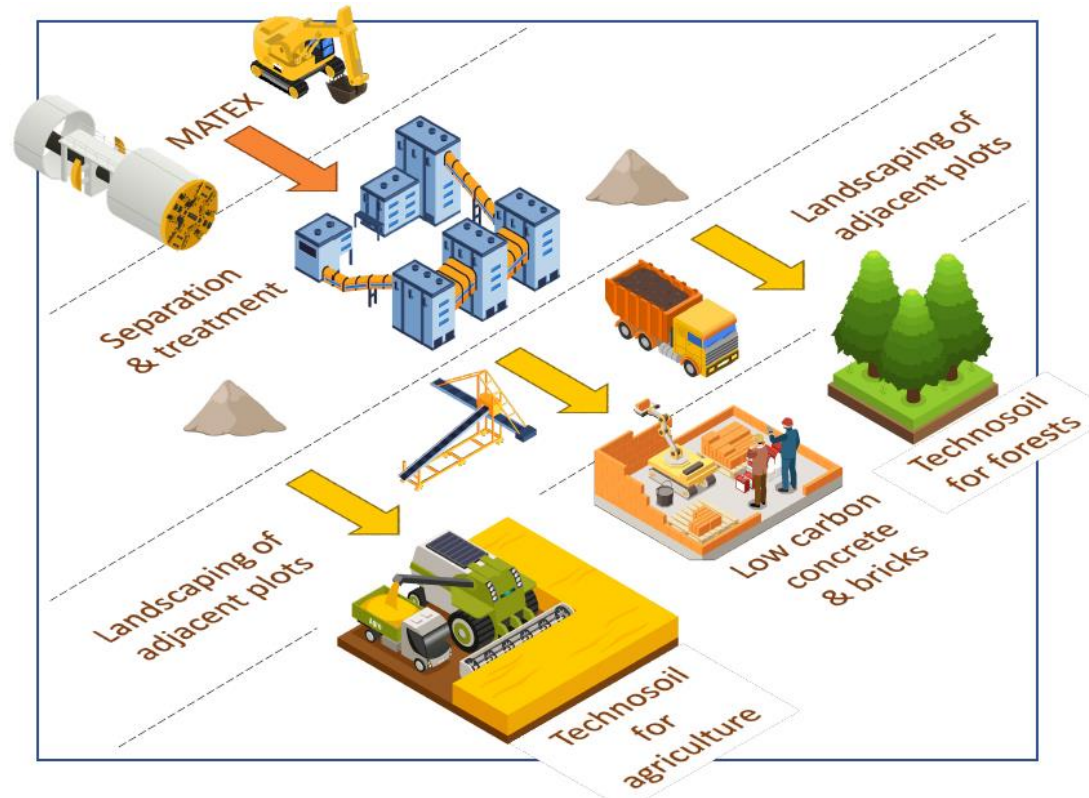 MATEX
Separation
& treatment
Landscaping of
adjacent plots
Landscaping of
adjacent plots
Technosoil
for forests
Low carbon
concrete
& bricks
Technosoil
for
agriculture